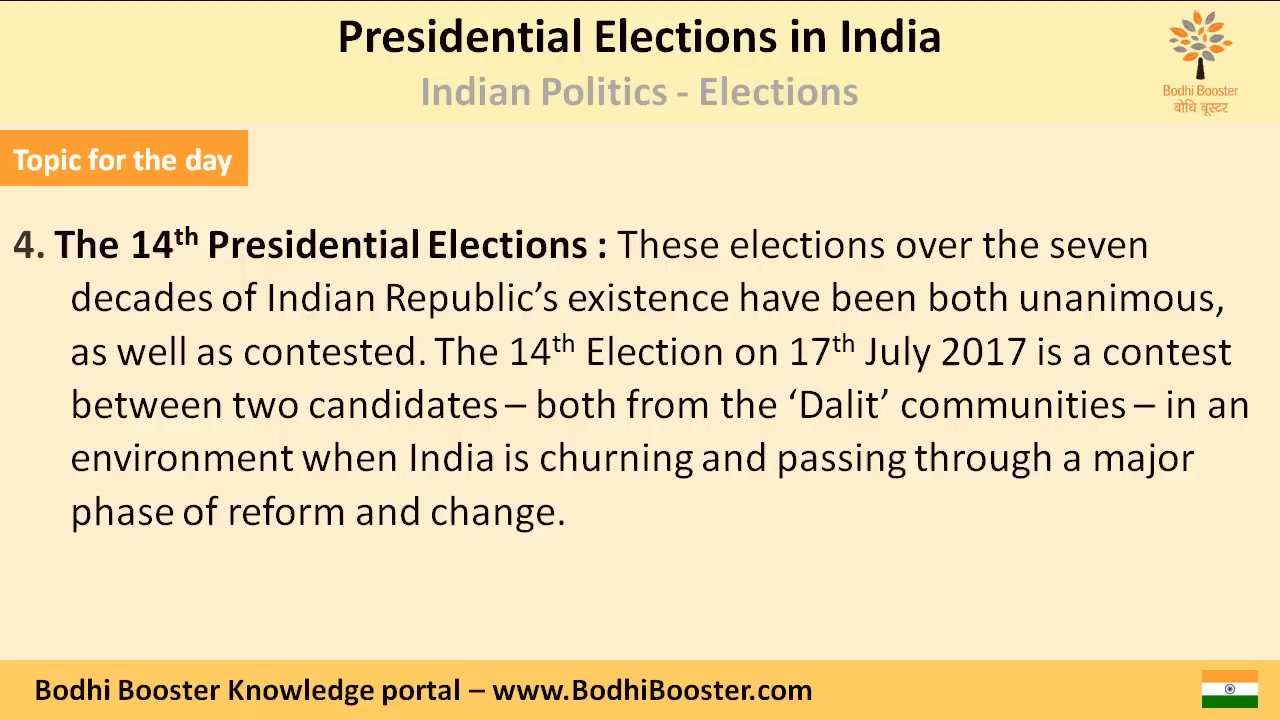 Presidential Elections in India
Indian Politics - Elections
Bodhi Booster
बोधि बूस्टर
Topic for the day
4. The 14th Presidential Elections : These elections over the seven
decades of Indian Republic’s existence have been both unanimous,
as well as contested. The 14th Election on 17th July 2017 is a contest
between two candidates – both from the ‘Dalit’ communities – in an
environment when India is churning and passing through a major
phase of reform and change.
Bodhi Booster Knowledge portal – www.BodhiBooster.com